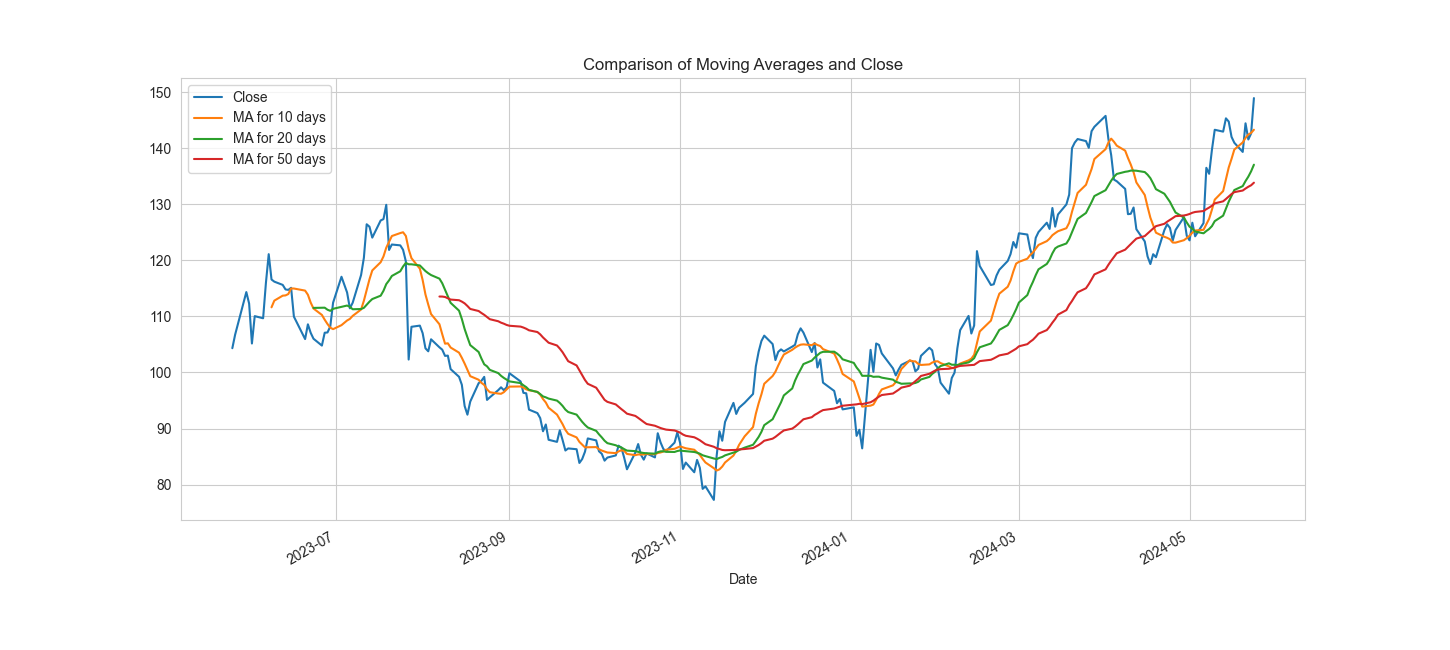 Comparison of Moving Averages and Close
Close
MA for 10 days
MA for 20 days
MA for 50 days
150
140
130
120
110
100
90
80
2023-07
2023-09
2023-11
2024-01
2024-03
2024-05
Date